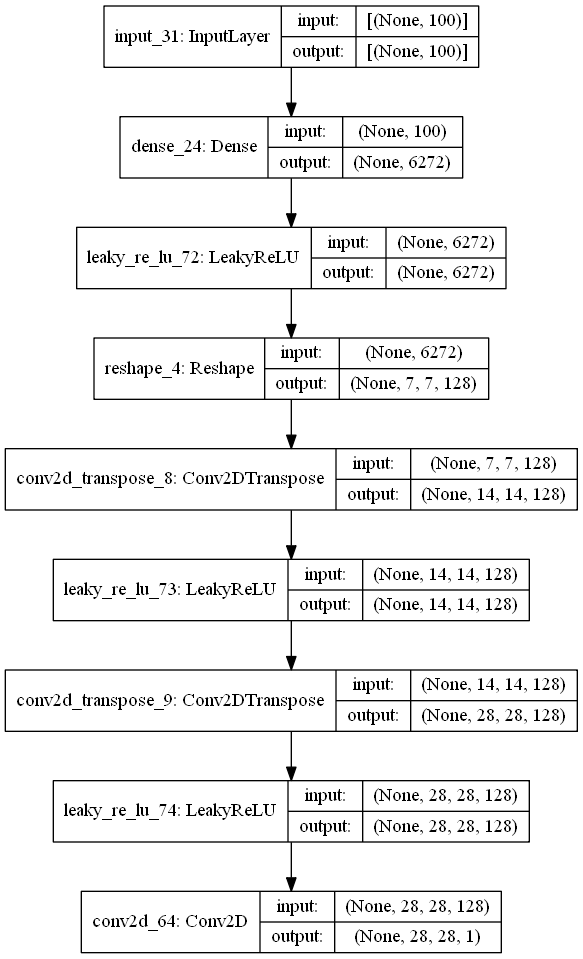 input_31: InputLayer
input: [(None, 100)]
output: [(None, 100)]
dense_24: Dense
input: (None, 100)
output: (None, 6272)
leaky_re_lu_72: LeakyReLU
input: (None, 6272)
output: (None, 6272)
reshape_4: Reshape
input: (None, 6272)
output: (None, 7, 7, 128)
conv2d_transpose_8: Conv2DTranspose
input: (None, 7, 7, 128)
output: (None, 14, 14, 128)
leaky_re_lu_73: LeakyReLU
input: (None, 14, 14, 128)
output: (None, 14, 14, 128)
conv2d_transpose_9: Conv2DTranspose
input: (None, 14, 14, 128)
output: (None, 28, 28, 128)
leaky_re_lu_74: LeakyReLU
input: (None, 28, 28, 128)
output: (None, 28, 28, 128)
conv2d_64: Conv2D
input: (None, 28, 28, 128)
output: (None, 28, 28, 1)